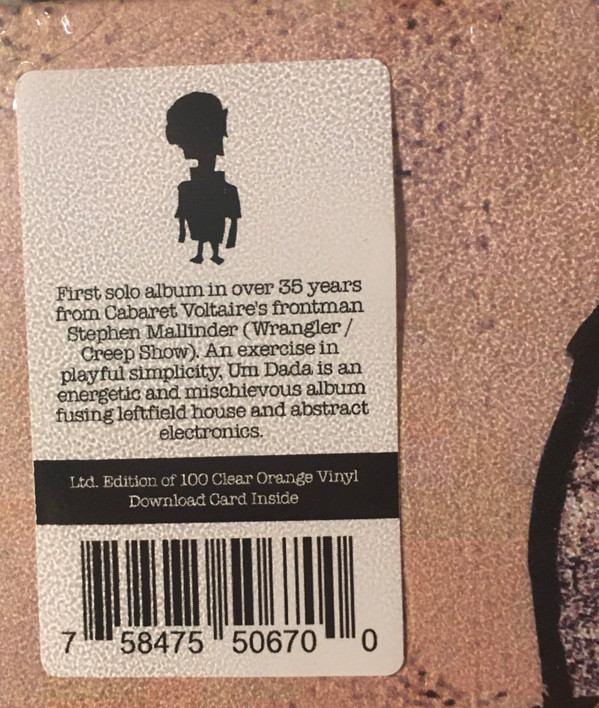 First solo album in over 35 years
from Cabaret Voltaire's frontman
Stephen Mallinder (Wrangler /
Creep Show). An exercise in
playful simplicity, Um Dada is an
energetic and mischievous album
fusing leftfield house and abstract
electronics.
Ltd. Edition of 100 Clear Orange Vinyl
Download Card Inside
7 58475 50670 0